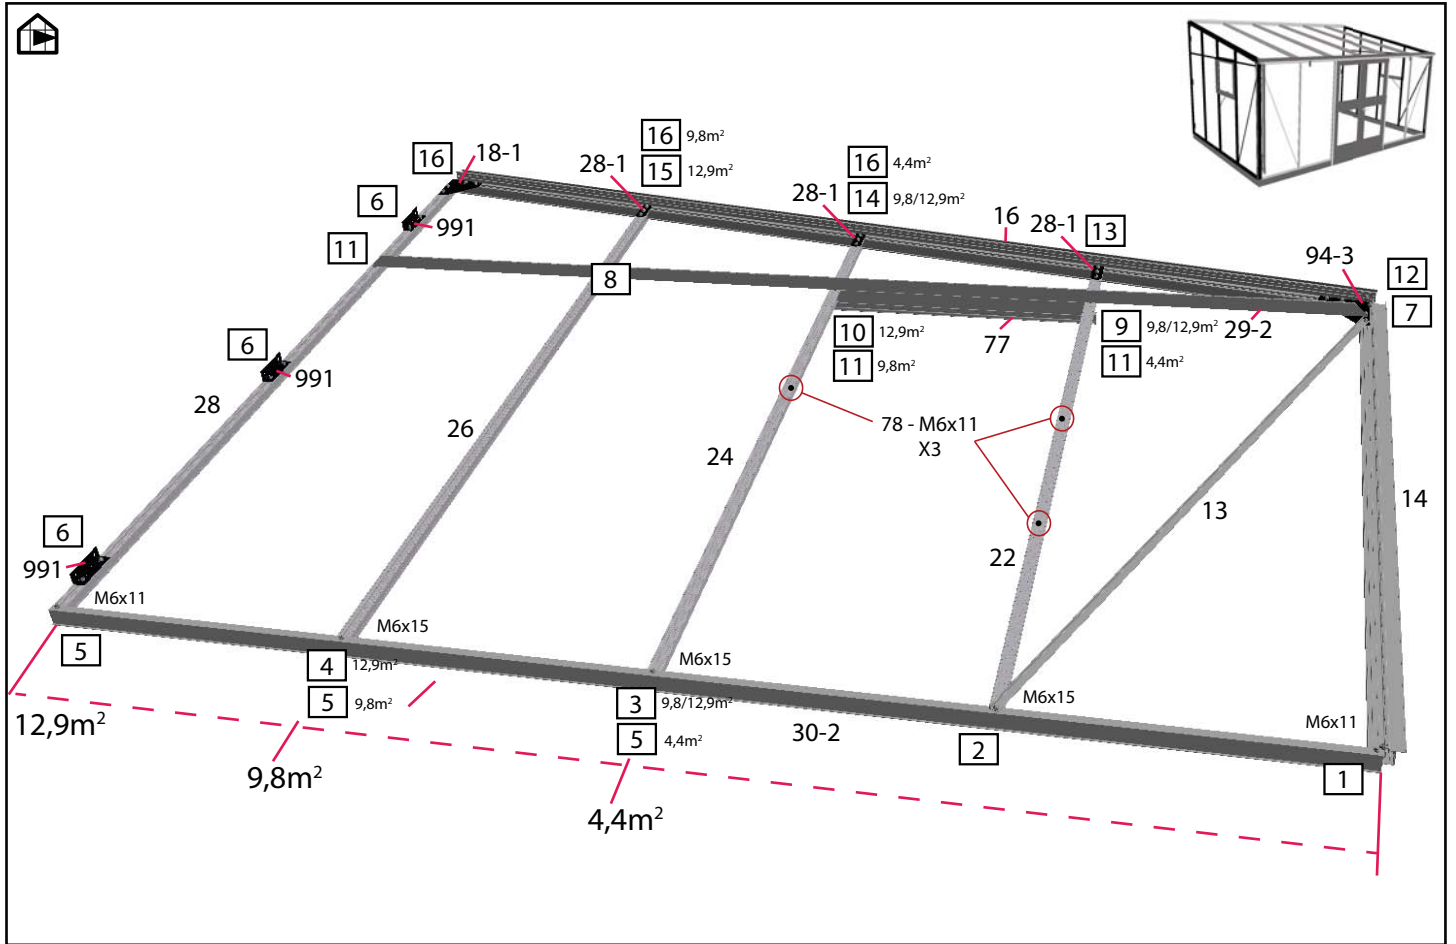 16 9,8m²
15 12,9m²
16 4,4m²
14 9,8/12,9m²
16
18-1
28-1
28-1
16
28-1
13
94-3
12
7
6
991
11
8
10 12,9m²
11 9,8m²
77
9 9,8/12,9m²
11 4,4m²
29-2
6
991
28
26
24
78 - M6x11
X3
13
14
22
6
991
M6x11
M6x15
M6x15
M6x15
M6x11
5
4 12,9m²
5 9,8m²
3 9,8/12,9m²
5 4,4m²
30-2
2
1
12,9m²
9,8m²
4,4m²